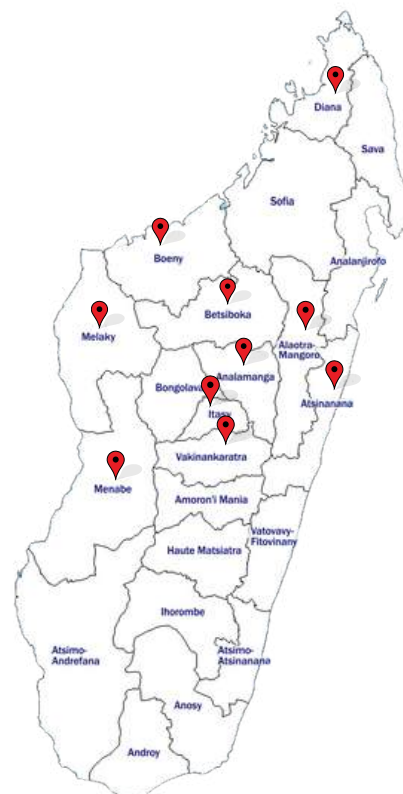 Diana
Sava
Sofia
Analanjirofo
Boeny
Betsiboka
Melaky
Alaotra-
Mangoro
Analamanga
Bongolava
Atsinanana
Itasy
Vakinankaratra
Menabe
Amoron'i Mania
Vatovavy-
Fitovinany
Haute Matsiatra
Ihorombe
Atsimo-
Andrefana
Atsimo-
Atsinanana
Anosy
Androy